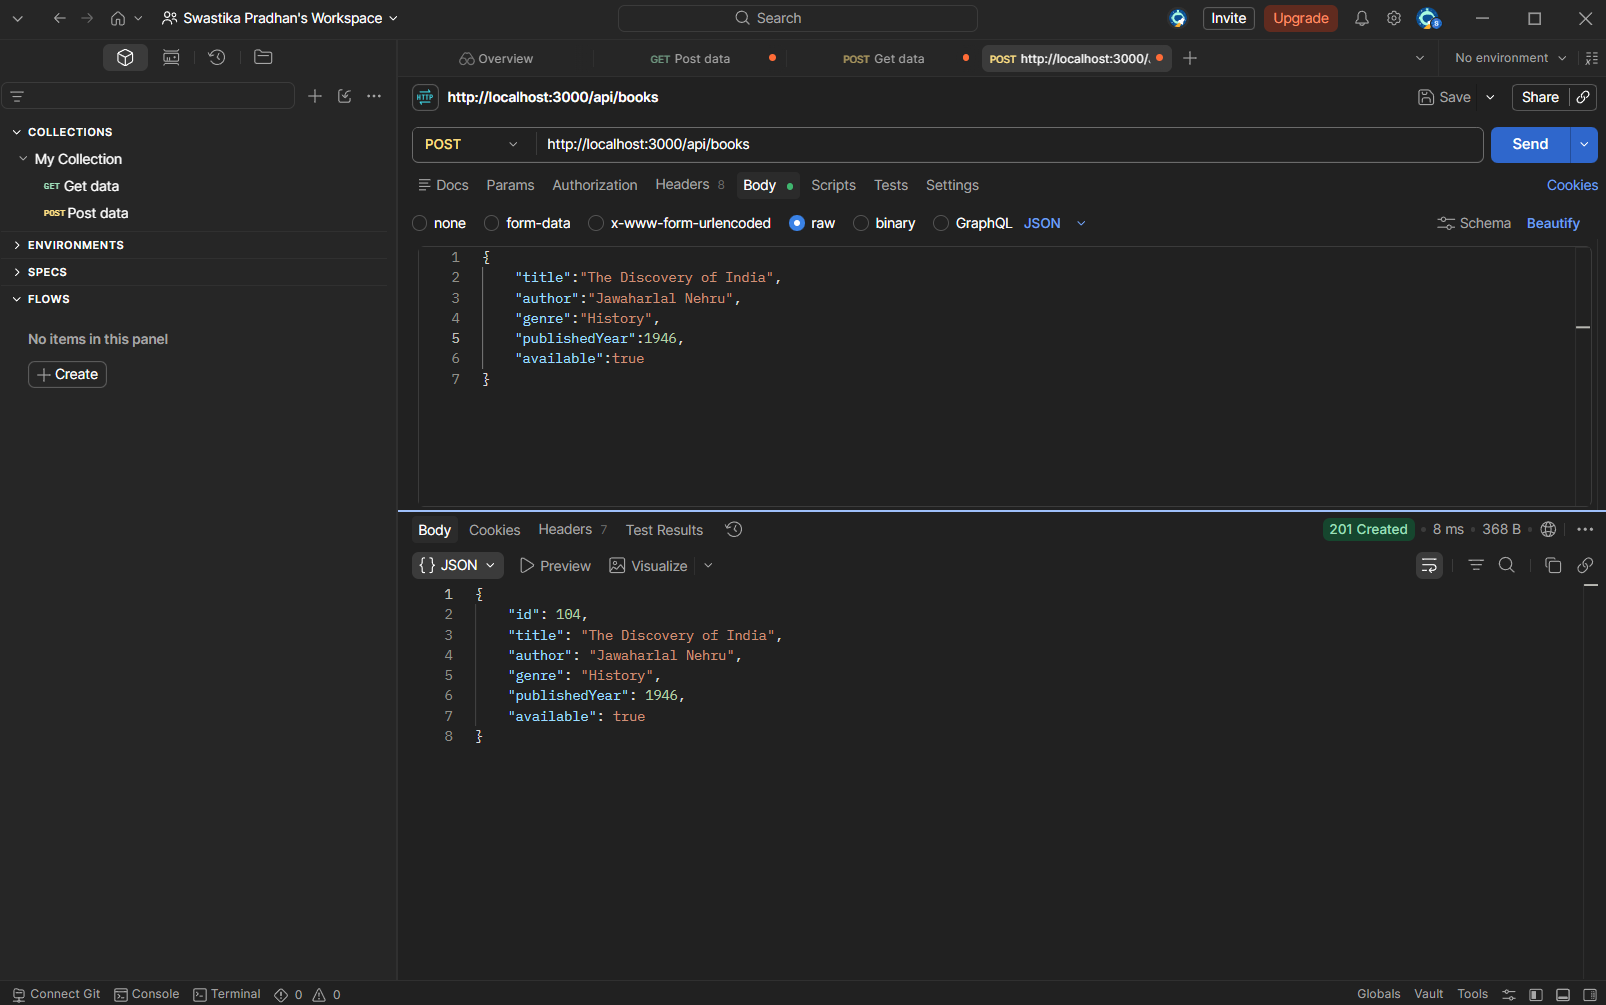 Swastika Pradhan's Workspace
Search
Invite
Upgrade
8
Overview
GET Post data
POST Get data
POST http://localhost:3000/.
No environment
COLLECTIONS
My Collection
GET Get data
POST Post data
ENVIRONMENTS
SPECS
FLOWS
No items in this panel
Create
HTTP http://localhost:3000/api/books
Save
Share
POST http://localhost:3000/api/books
Send
Docs Params Authorization Headers 8 Body Scripts Tests Settings Cookies
none form-data x-www-form-urlencoded raw binary GraphQL JSON Schema Beautify
1 {
2 "title":"The Discovery of India",
3 "author":"Jawaharlal Nehru",
4 "genre":"History",
5 "publishedYear":1946,
6 "available":true
7 }
Body Cookies Headers 7 Test Results 201 Created 8 ms 368 B
{} JSON Preview Visualize
1 {
2 "id": 104,
3 "title": "The Discovery of India",
4 "author": "Jawaharlal Nehru",
5 "genre": "History",
6 "publishedYear": 1946,
7 "available": true
8 }
Connect Git Console Terminal 0 0 Globals Vault Tools